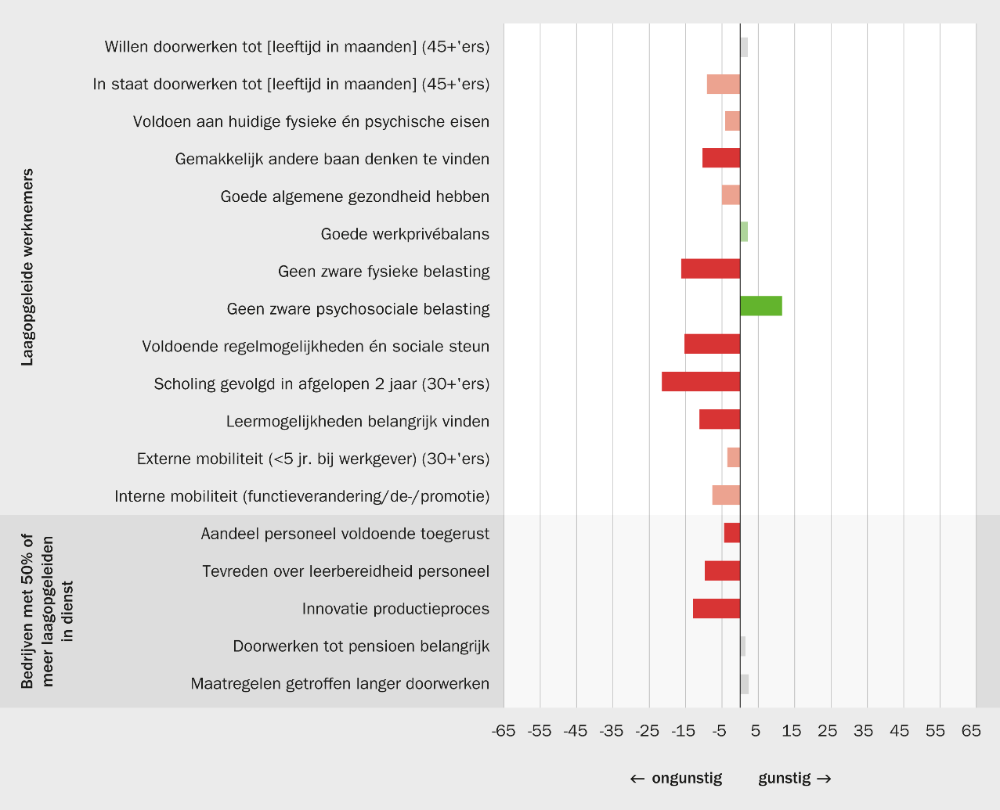 Laagopgeleide werknemers
Willen doorwerken tot [leeftijd in maanden] (45+'ers)
In staat doorwerken tot [leeftijd in maanden] (45+'ers)
Voldoen aan huidige fysieke én psychische eisen
Gemakkelijk andere baan denken te vinden
Goede algemene gezondheid hebben
Goede werkprivébalans
Geen zware fysieke belasting
Geen zware psychosociale belasting
Voldoende regelmogelijkheden én sociale steun
Scholing gevolgd in afgelopen 2 jaar (30+'ers)
Leermogelijkheden belangrijk vinden
Externe mobiliteit (<5 jr. bij werkgever) (30+'ers)
Interne mobiliteit (functieverandering/de-/promotie)
Bedrijven met 50% of
meer laagopgeleiden
in dienst
Aandeel personeel voldoende toegerust
Tevreden over leerbereidheid personeel
Innovatie productieproces
Doorwerken tot pensioen belangrijk
Maatregelen getroffen langer doorwerken
-65 -55 -45 -35 -25 -15 -5 5 15 25 35 45 55 65
← ongunstig gunstig →